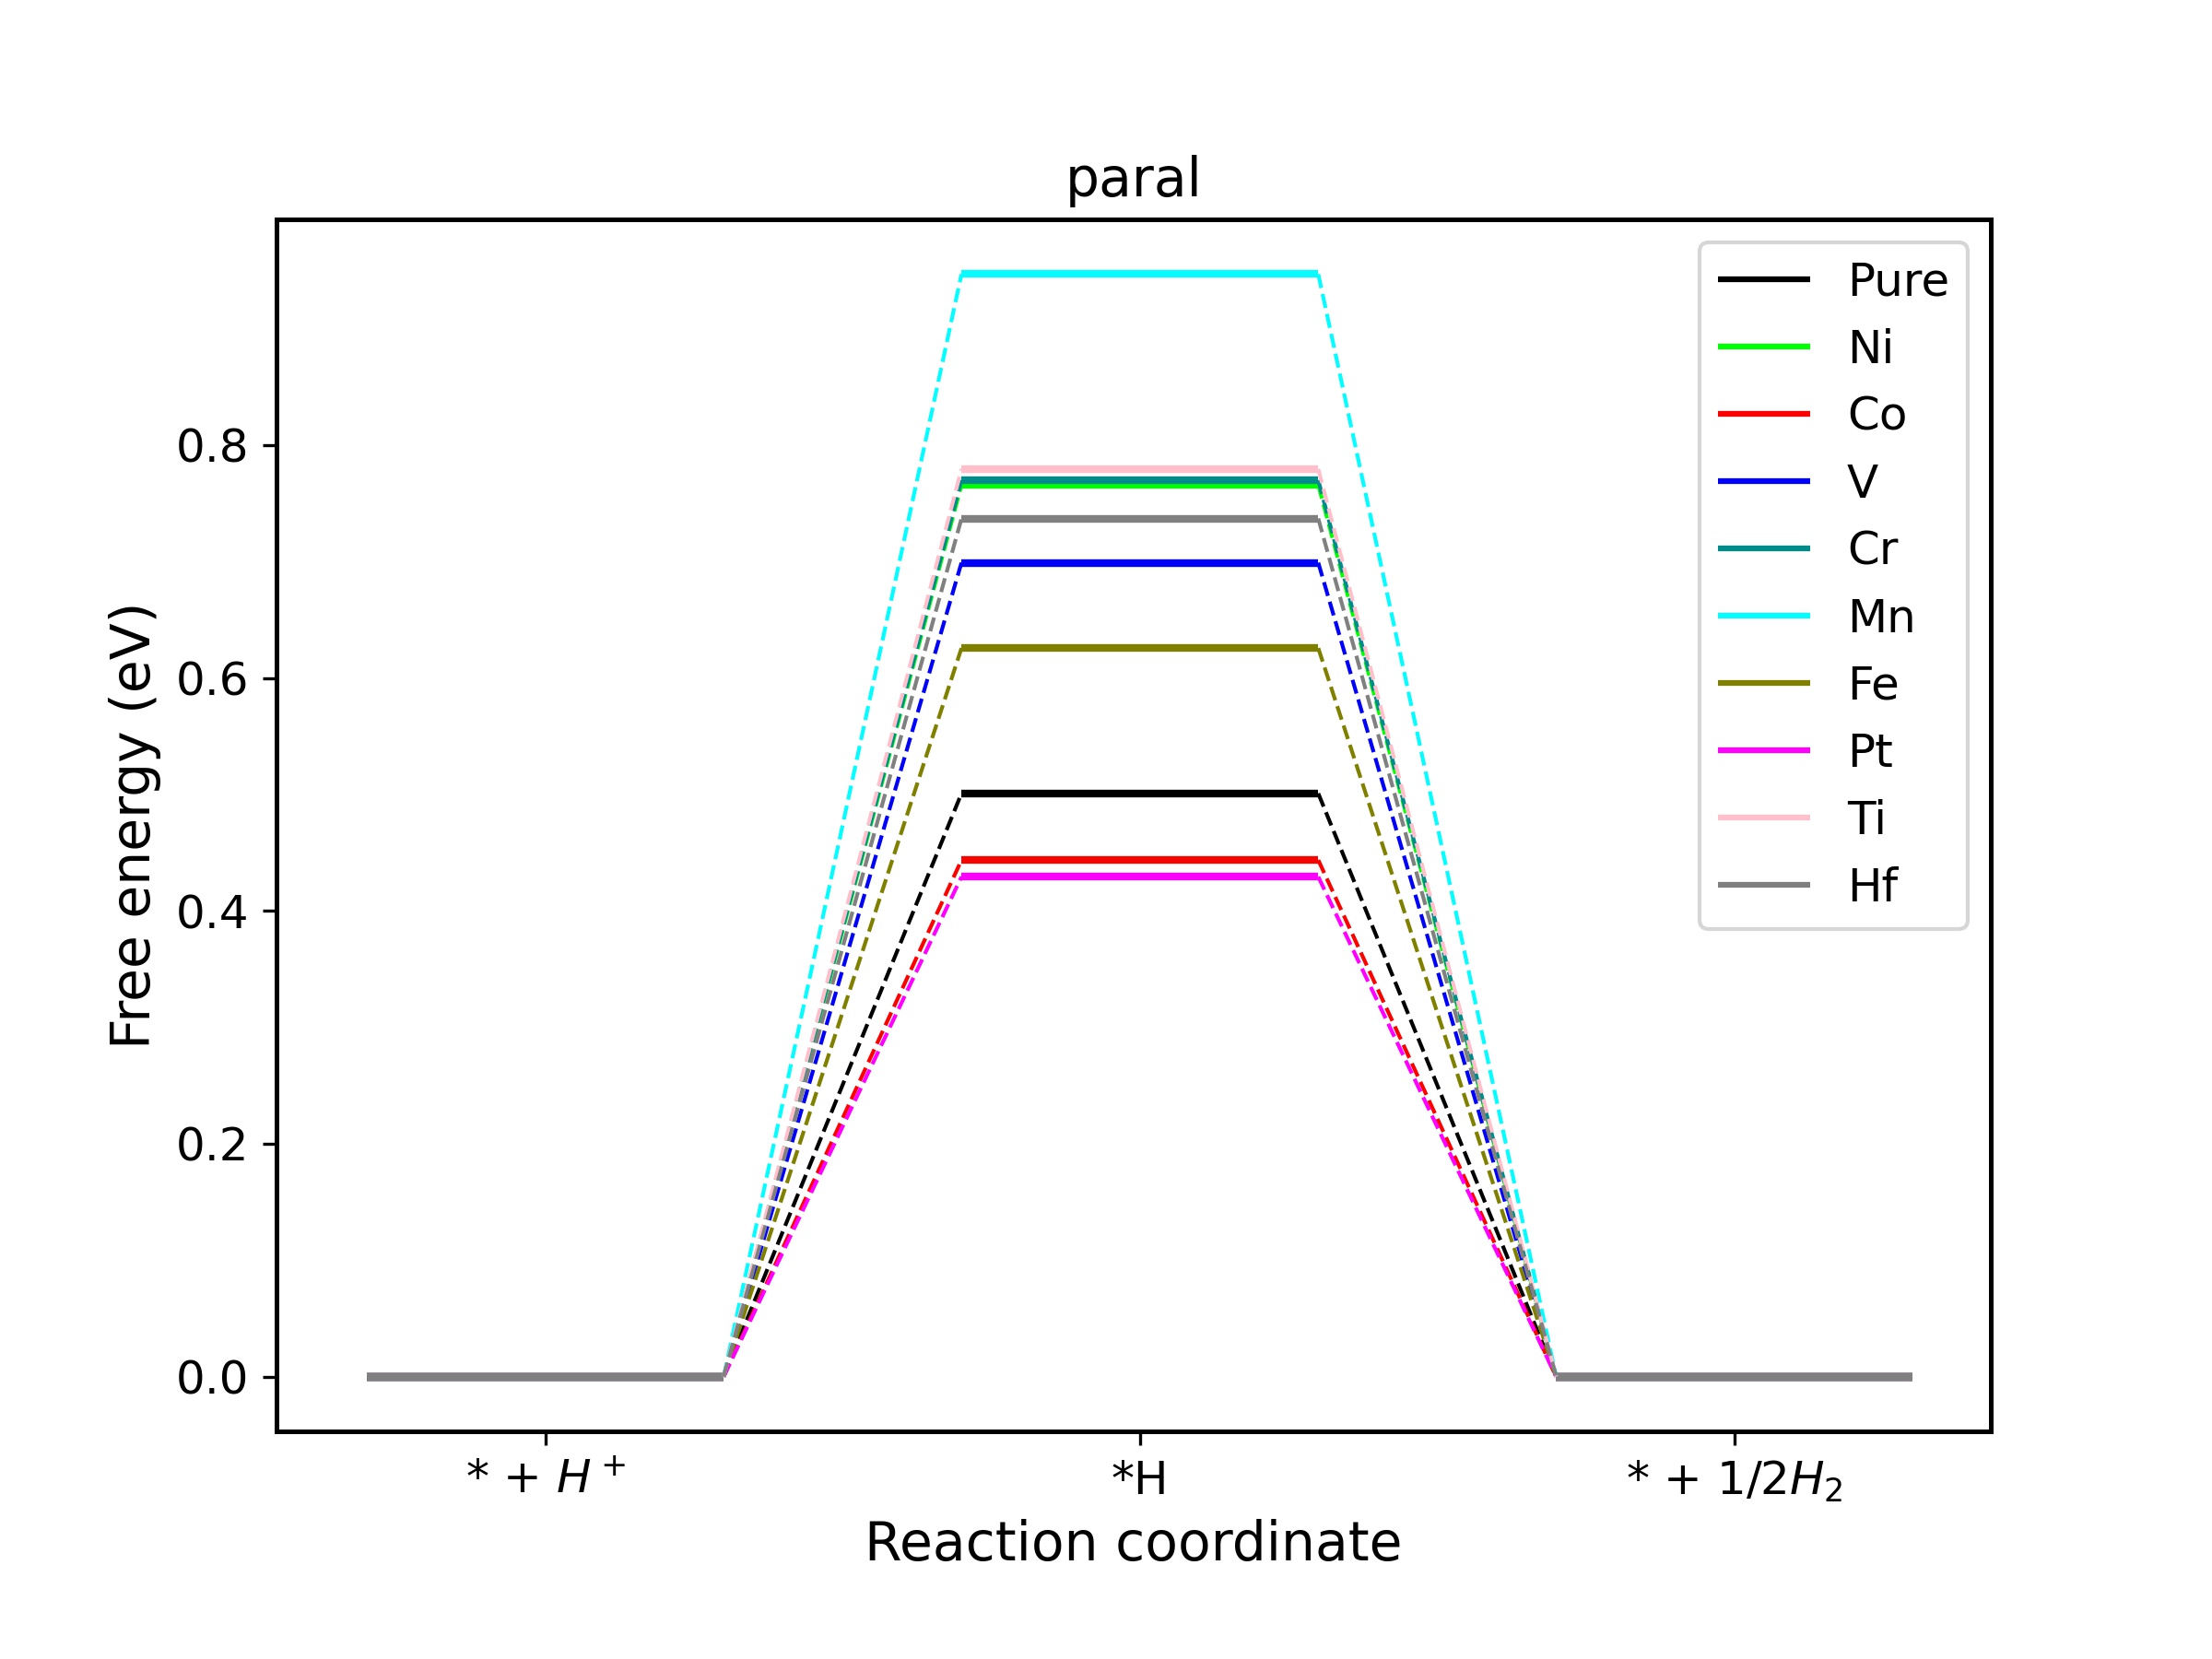 paral
Free energy (eV)
0.8
0.6
0.4
0.2
0.0
Pure
Ni
Co
V
Cr
Mn
Fe
Pt
Ti
Hf
* + H⁺
*H
* + 1/2H₂
Reaction coordinate